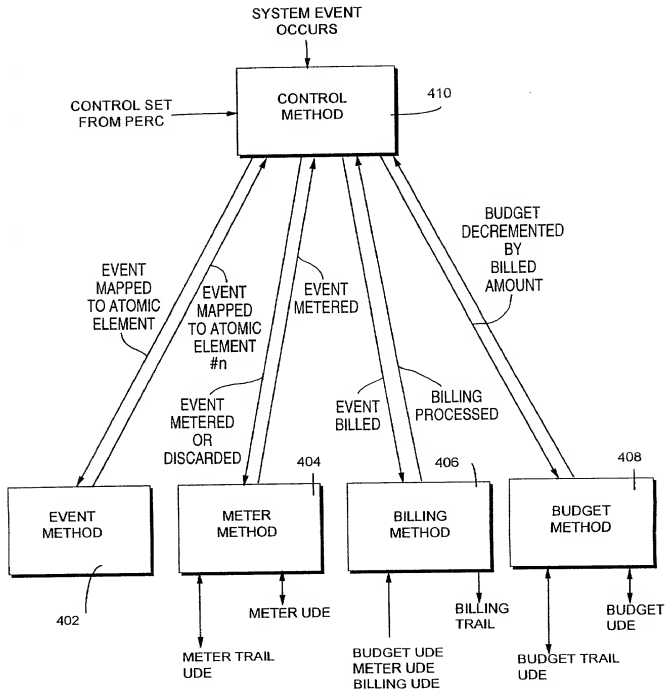 SYSTEM EVENT
OCCURS
CONTROL
METHOD
410
CONTROL SET
FROM PERC
BUDGET
DECREMENTED
BY
BILLED
AMOUNT
EVENT
MAPPED
TO ATOMIC
ELEMENT
EVENT
MAPPED
TO ATOMIC
ELEMENT
#n
EVENT
METERED
EVENT
METERED
OR
DISCARDED
EVENT
BILLED
BILLING
PROCESSED
EVENT
METHOD
402
METER
METHOD
404
BILLING
METHOD
406
BUDGET
METHOD
408
METER UDE
METER TRAIL
UDE
BILLING
TRAIL
BUDGET UDE
METER UDE
BILLING UDE
BUDGET
UDE
BUDGET TRAIL
UDE